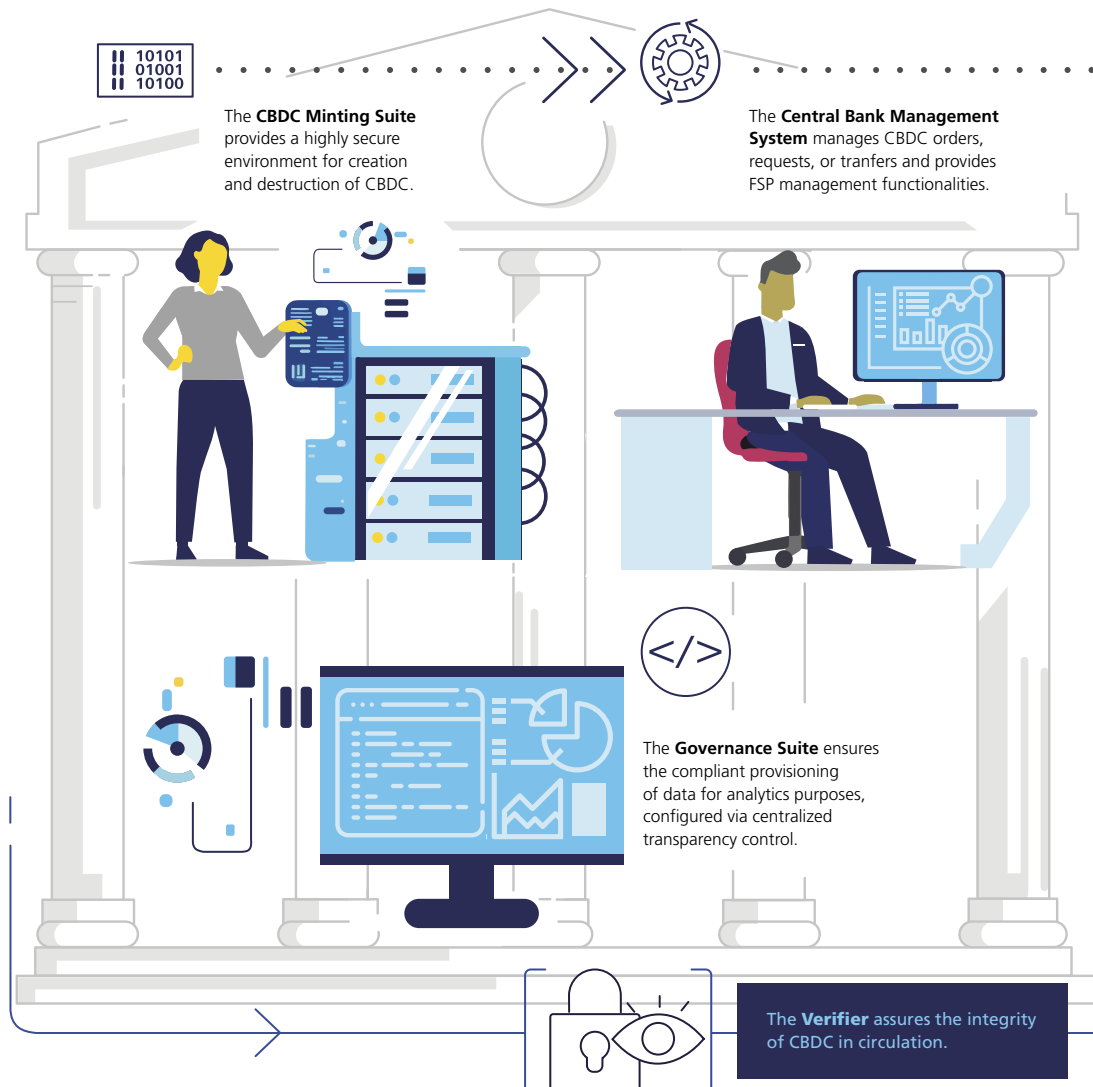 10101
01001
10100
The CBDC Minting Suite
provides a highly secure
environment for creation
and destruction of CBDC.
The Central Bank Management
System manages CBDC orders,
requests, or tranfers and provides
FSP management functionalities.
</>
The Governance Suite ensures
the compliant provisioning
of data for analytics purposes,
configured via centralized
transparency control.
The Verifier assures the integrity
of CBDC in circulation.